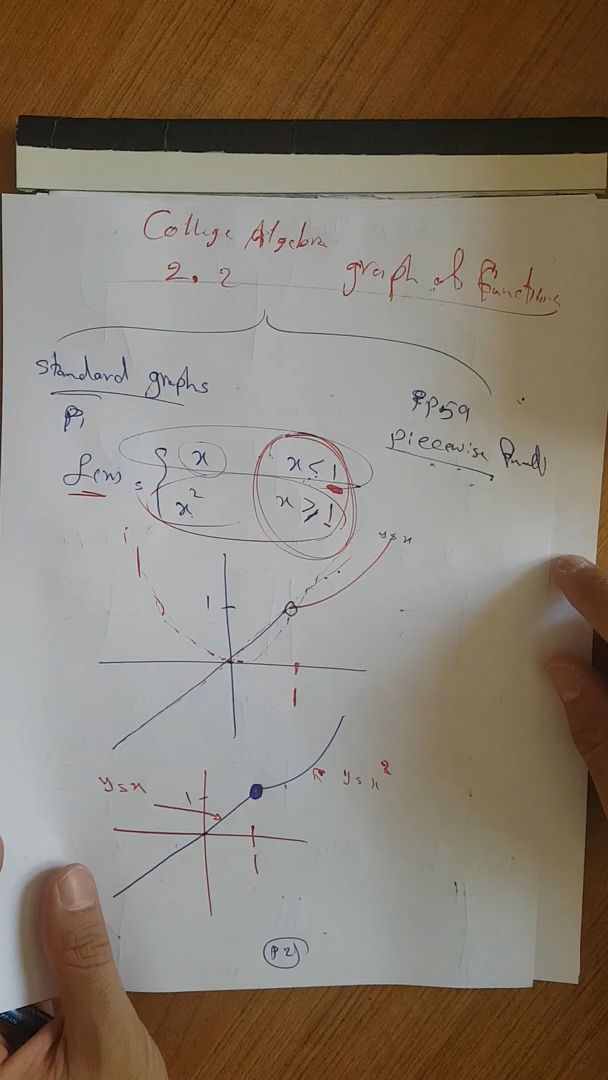 College Algebra
2.2 graph of Functions
standard graphs
P1
PP59
piecewise
f(x) = { x x < 1
x² x ≥ 1
y = x
1
1
y = x
1
y = x²
1
P2